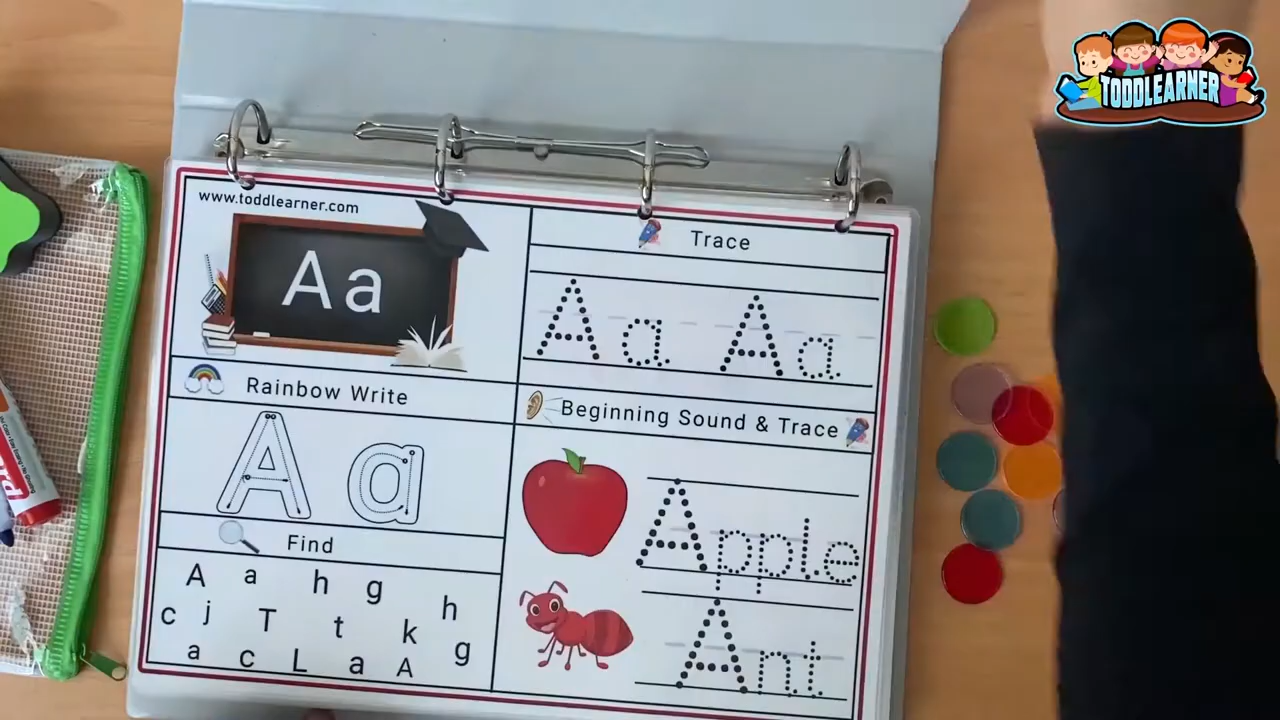 TODDLEARNER
www.toddlearner.com
Aa
Trace
Aa Aa
Rainbow Write
A a
Beginning Sound & Trace
Apple
Ant
Find
A a h g h
c j T t k
a c L a A g